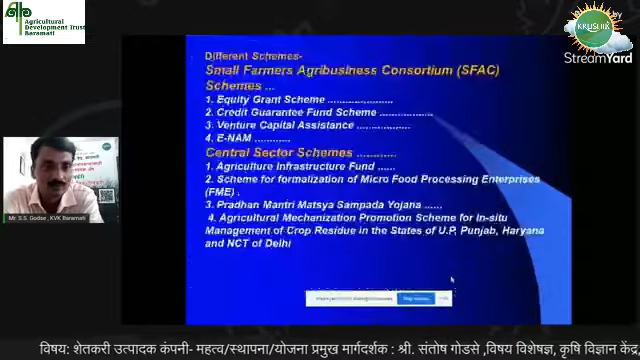 Agricultural
Development Trust
Baramati
KRUSHIK
StreamYard
Different Schemes-
Small Farmers Agribusiness Consortium (SFAC)
Schemes ...
1. Equity Grant Scheme ......................
2. Credit Guarantee Fund Scheme ..................
3. Venture Capital Assistance ..................
4. E-NAM ............
Central Sector Schemes .............
1. Agriculture Infrastructure Fund ......
2. Scheme for formalization of Micro Food Processing Enterprises
(FME) .
3. Pradhan Mantri Matsya Sampada Yojana ......
4. Agricultural Mechanization Promotion Scheme for In-situ
Management of Crop Residue in the States of U.P, Punjab, Haryana
and NCT of Delhi
Mr. S.S. Godse , KVK Baramati
विषय: शेतकरी उत्पादक कंपनी- महत्व/स्थापना/योजना प्रमुख मार्गदर्शक : श्री. संतोष गोडसे ,विषय विशेषज्ञ, कृषि विज्ञान केंद्र,